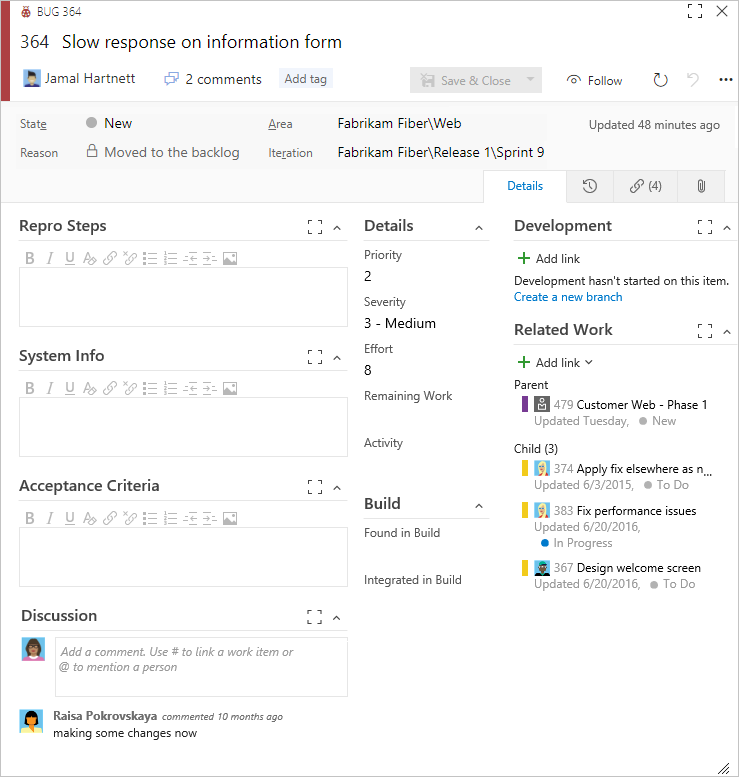 BUG 364
364 Slow response on information form
Jamal Hartnett
2 comments
Add tag
Save & Close
Follow
State
New
Area
Fabrikam Fiber\Web
Updated 48 minutes ago
Reason
Moved to the backlog
Iteration
Fabrikam Fiber\Release 1\Sprint 9
Details
(4)
Repro Steps
B I U
System Info
B I U
Acceptance Criteria
B I U
Discussion
Add a comment. Use # to link a work item or
@ to mention a person
Raisa Pokrovskaya commented 10 months ago
making some changes now
Details
Priority
2
Severity
3 - Medium
Effort
8
Remaining Work
Activity
Build
Found in Build
Integrated in Build
Development
Add link
Development hasn't started on this item.
Create a new branch
Related Work
Add link
Parent
479 Customer Web - Phase 1
Updated Tuesday, New
Child (3)
374 Apply fix elsewhere as n...
Updated 6/3/2015, To Do
383 Fix performance issues
Updated 6/20/2016,
In Progress
367 Design welcome screen
Updated 6/20/2016, To Do